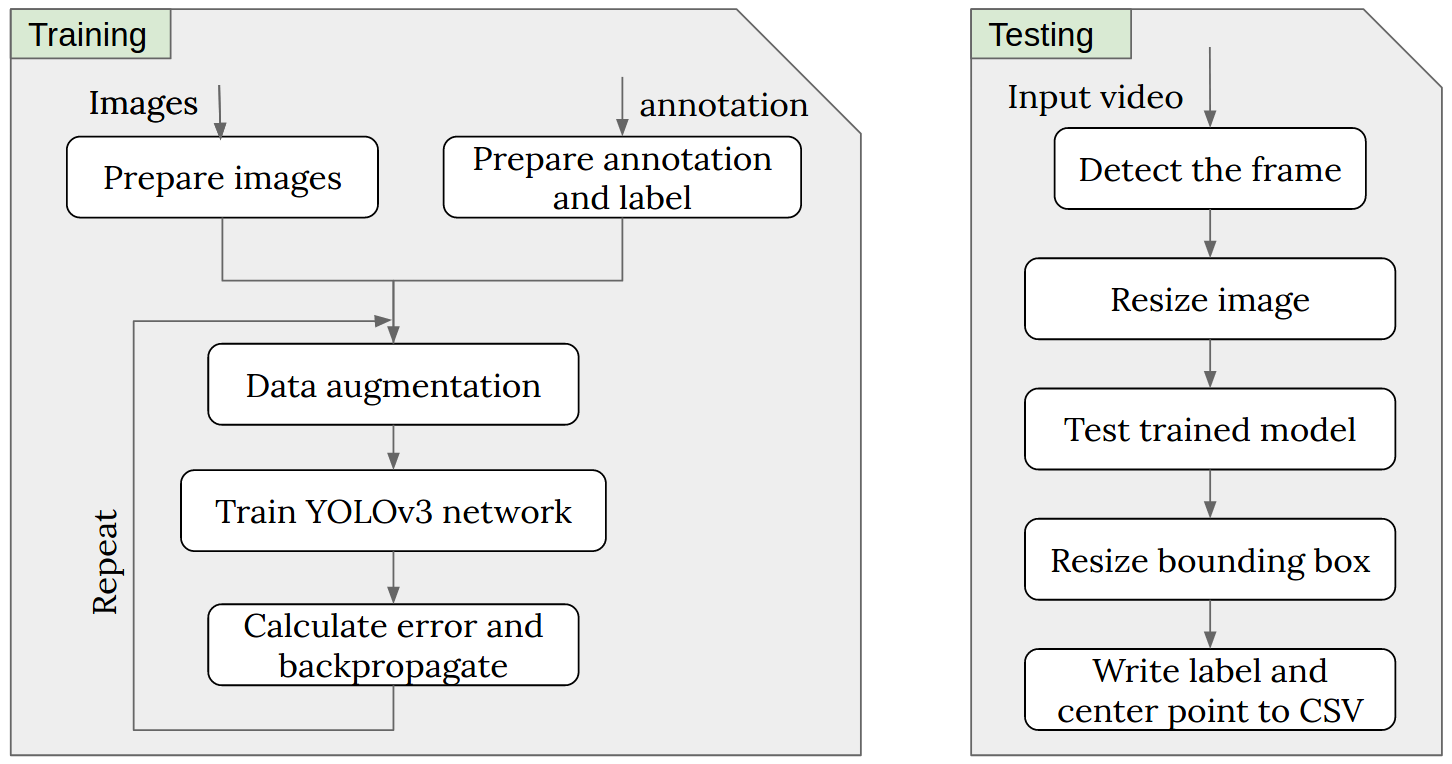 Training
Images
annotation
Prepare images
Prepare annotation
and label
Data augmentation
Train YOLOv3 network
Repeat
Calculate error and
backpropagate
Testing
Input video
Detect the frame
Resize image
Test trained model
Resize bounding box
Write label and
center point to CSV